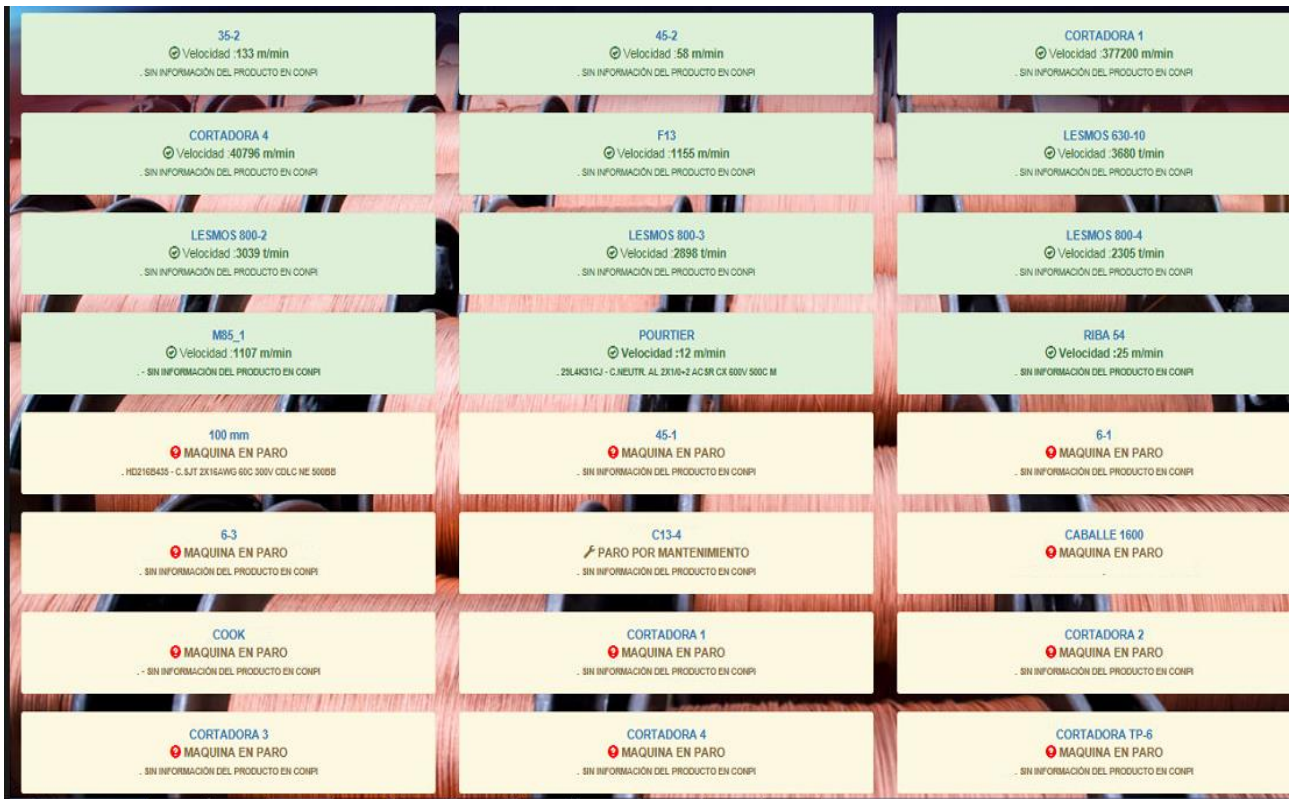 35-2
Velocidad :133 m/min
. SIN INFORMACIÓN DEL PRODUCTO EN CONPI
45-2
Velocidad :58 m/min
. SIN INFORMACIÓN DEL PRODUCTO EN CONPI
CORTADORA 1
Velocidad :377200 m/min
. SIN INFORMACIÓN DEL PRODUCTO EN CONPI
CORTADORA 4
Velocidad :40796 m/min
. SIN INFORMACIÓN DEL PRODUCTO EN CONPI
F13
Velocidad :1155 m/min
. SIN INFORMACIÓN DEL PRODUCTO EN CONPI
LESMOS 630-10
Velocidad :3680 t/min
. SIN INFORMACIÓN DEL PRODUCTO EN CONPI
LESMOS 800-2
Velocidad :3039 t/min
. SIN INFORMACIÓN DEL PRODUCTO EN CONPI
LESMOS 800-3
Velocidad :2898 t/min
. SIN INFORMACIÓN DEL PRODUCTO EN CONPI
LESMOS 800-4
Velocidad :2305 t/min
. SIN INFORMACIÓN DEL PRODUCTO EN CONPI
M85_1
Velocidad :1107 m/min
. - SIN INFORMACIÓN DEL PRODUCTO EN CONPI
POURTIER
Velocidad :12 m/min
. 29L4K31CJ - C.NEUTR. AL 2X1/0+2 ACSR CX 600V 500C M
RIBA 54
Velocidad :25 m/min
. SIN INFORMACIÓN DEL PRODUCTO EN CONPI
100 mm
MAQUINA EN PARO
. HD216B435 - C.SJT 2X16AWG 60C 300V CDLC NE 500BB
45-1
MAQUINA EN PARO
. SIN INFORMACIÓN DEL PRODUCTO EN CONPI
6-1
MAQUINA EN PARO
. SIN INFORMACIÓN DEL PRODUCTO EN CONPI
6-3
MAQUINA EN PARO
. SIN INFORMACIÓN DEL PRODUCTO EN CONPI
C13-4
PARO POR MANTENIMIENTO
. SIN INFORMACIÓN DEL PRODUCTO EN CONPI
CABALLE 1600
MAQUINA EN PARO
.
COOK
MAQUINA EN PARO
. - SIN INFORMACIÓN DEL PRODUCTO EN CONPI
CORTADORA 1
MAQUINA EN PARO
. SIN INFORMACIÓN DEL PRODUCTO EN CONPI
CORTADORA 2
MAQUINA EN PARO
. SIN INFORMACIÓN DEL PRODUCTO EN CONPI
CORTADORA 3
MAQUINA EN PARO
. SIN INFORMACIÓN DEL PRODUCTO EN CONPI
CORTADORA 4
MAQUINA EN PARO
. SIN INFORMACIÓN DEL PRODUCTO EN CONPI
CORTADORA TP-6
MAQUINA EN PARO
. SIN INFORMACIÓN DEL PRODUCTO EN CONPI